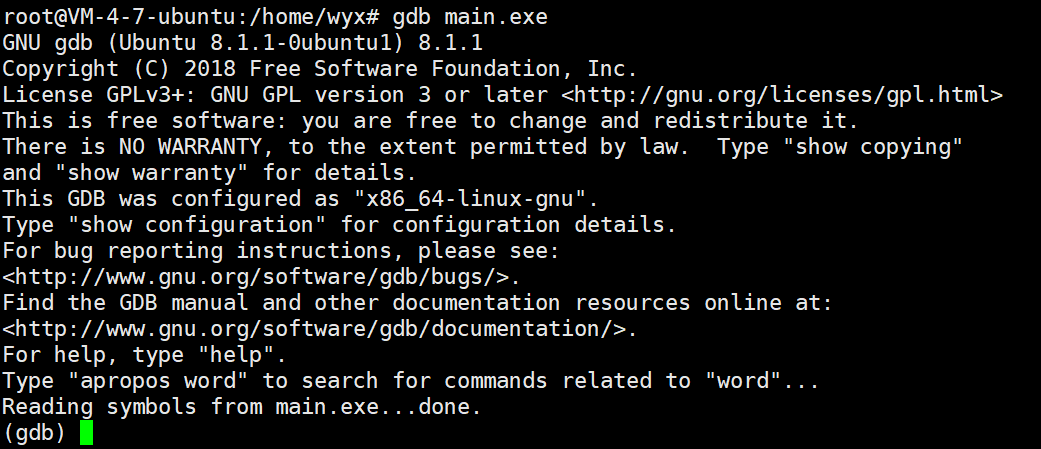 root@VM-4-7-ubuntu:/home/wyx# gdb main.exe
GNU gdb (Ubuntu 8.1.1-0ubuntu1) 8.1.1
Copyright (C) 2018 Free Software Foundation, Inc.
License GPLv3+: GNU GPL version 3 or later <http://gnu.org/licenses/gpl.html>
This is free software: you are free to change and redistribute it.
There is NO WARRANTY, to the extent permitted by law.  Type "show copying"
and "show warranty" for details.
This GDB was configured as "x86_64-linux-gnu".
Type "show configuration" for configuration details.
For bug reporting instructions, please see:
<http://www.gnu.org/software/gdb/bugs/>.
Find the GDB manual and other documentation resources online at:
<http://www.gnu.org/software/gdb/documentation/>.
For help, type "help".
Type "apropos word" to search for commands related to "word"...
Reading symbols from main.exe...done.
(gdb)